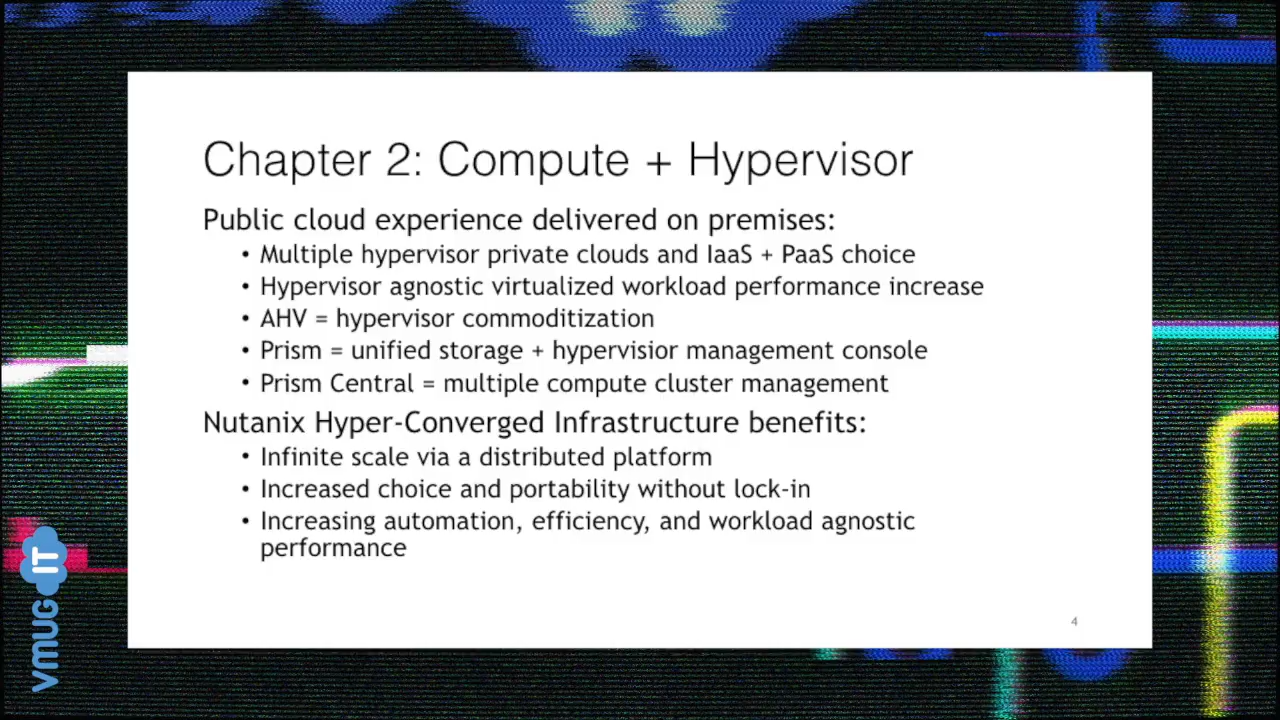 Chapter 2: Compute + Hypervisor
Public cloud experience delivered on premises:
• Multiple hypervisor private clouds and IaaS + PaaS choice
• Hypervisor agnostic virtualized workload performance increase
• AHV = hypervisor commoditization
• Prism = unified storage + hypervisior management console
• Prism Central = multiple compute cluster management
Nutanix Hyper-Converged Infrastructure benefits:
• Infinite scale via a distributed platform
• Increased choice and portability without lock-in
• Increasing automation, efficiency, and workload agnostic
performance
4
vmUG IT